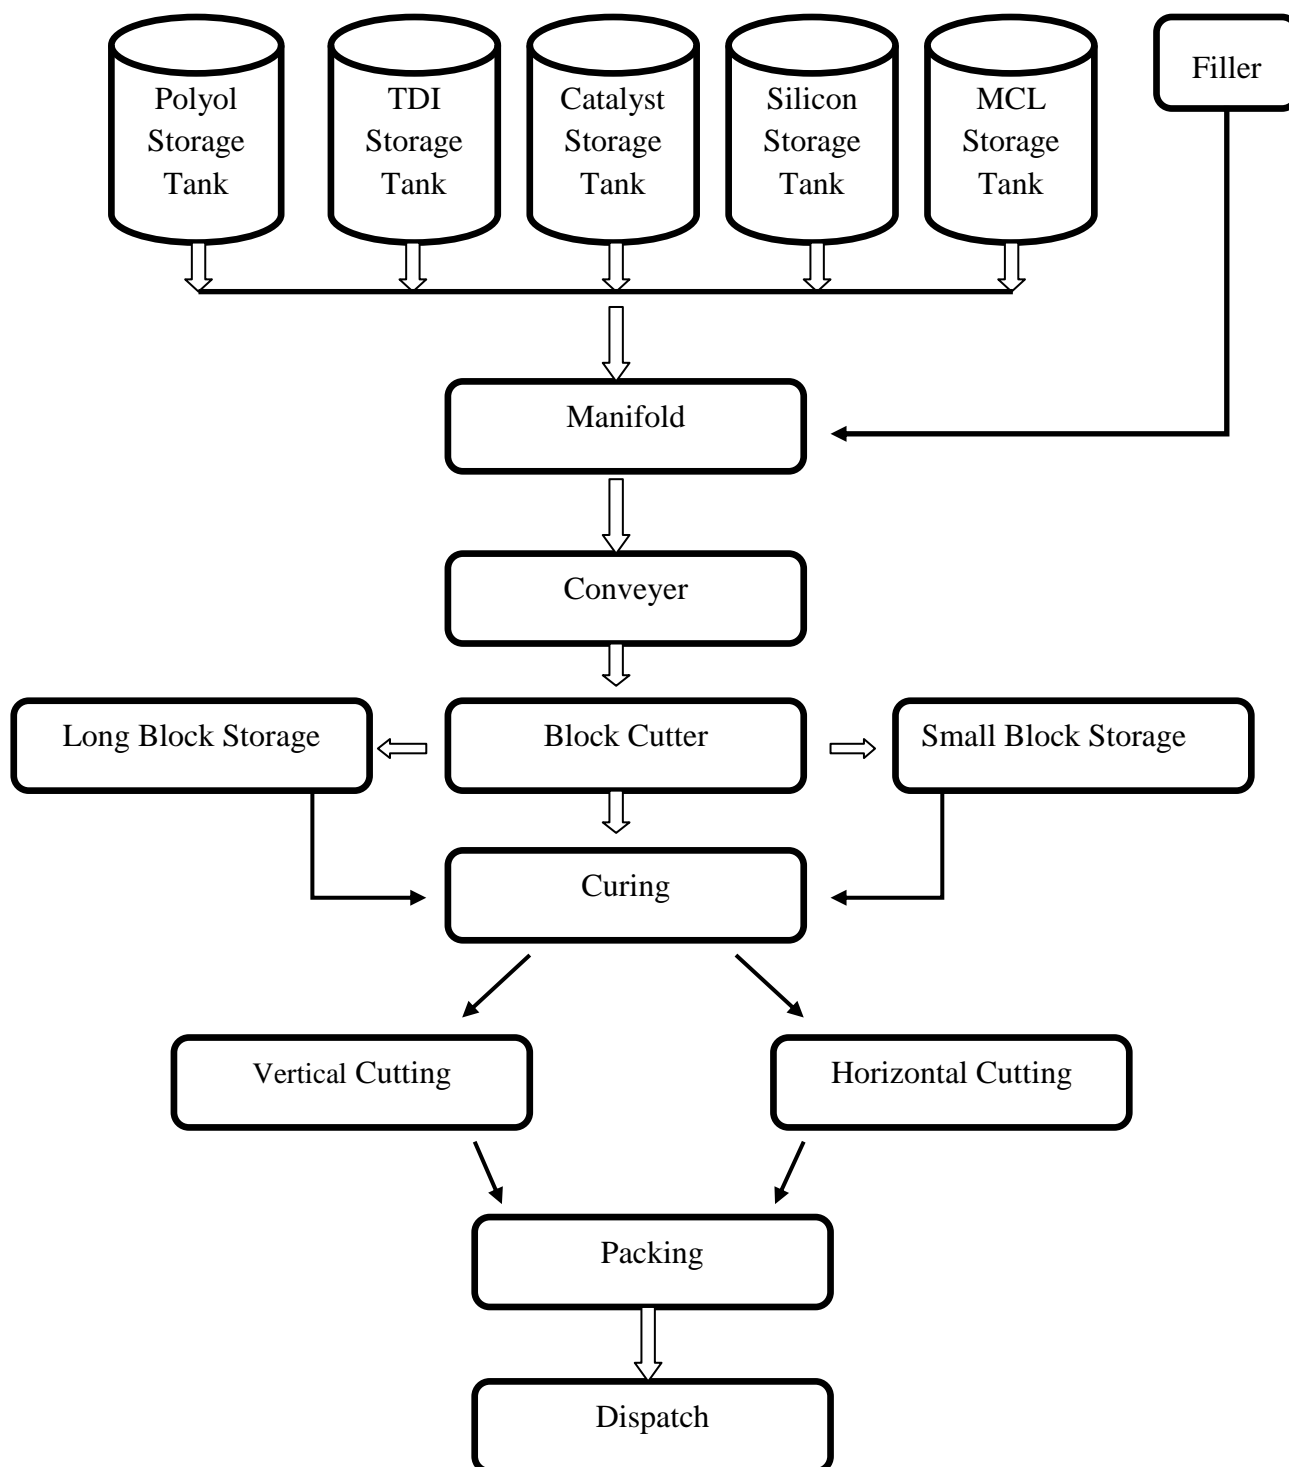 Polyol
Storage
Tank
TDI
Storage
Tank
Catalyst
Storage
Tank
Silicon
Storage
Tank
MCL
Storage
Tank
Filler
Manifold
Conveyer
Long Block Storage
Block Cutter
Small Block Storage
Curing
Vertical Cutting
Horizontal Cutting
Packing
Dispatch